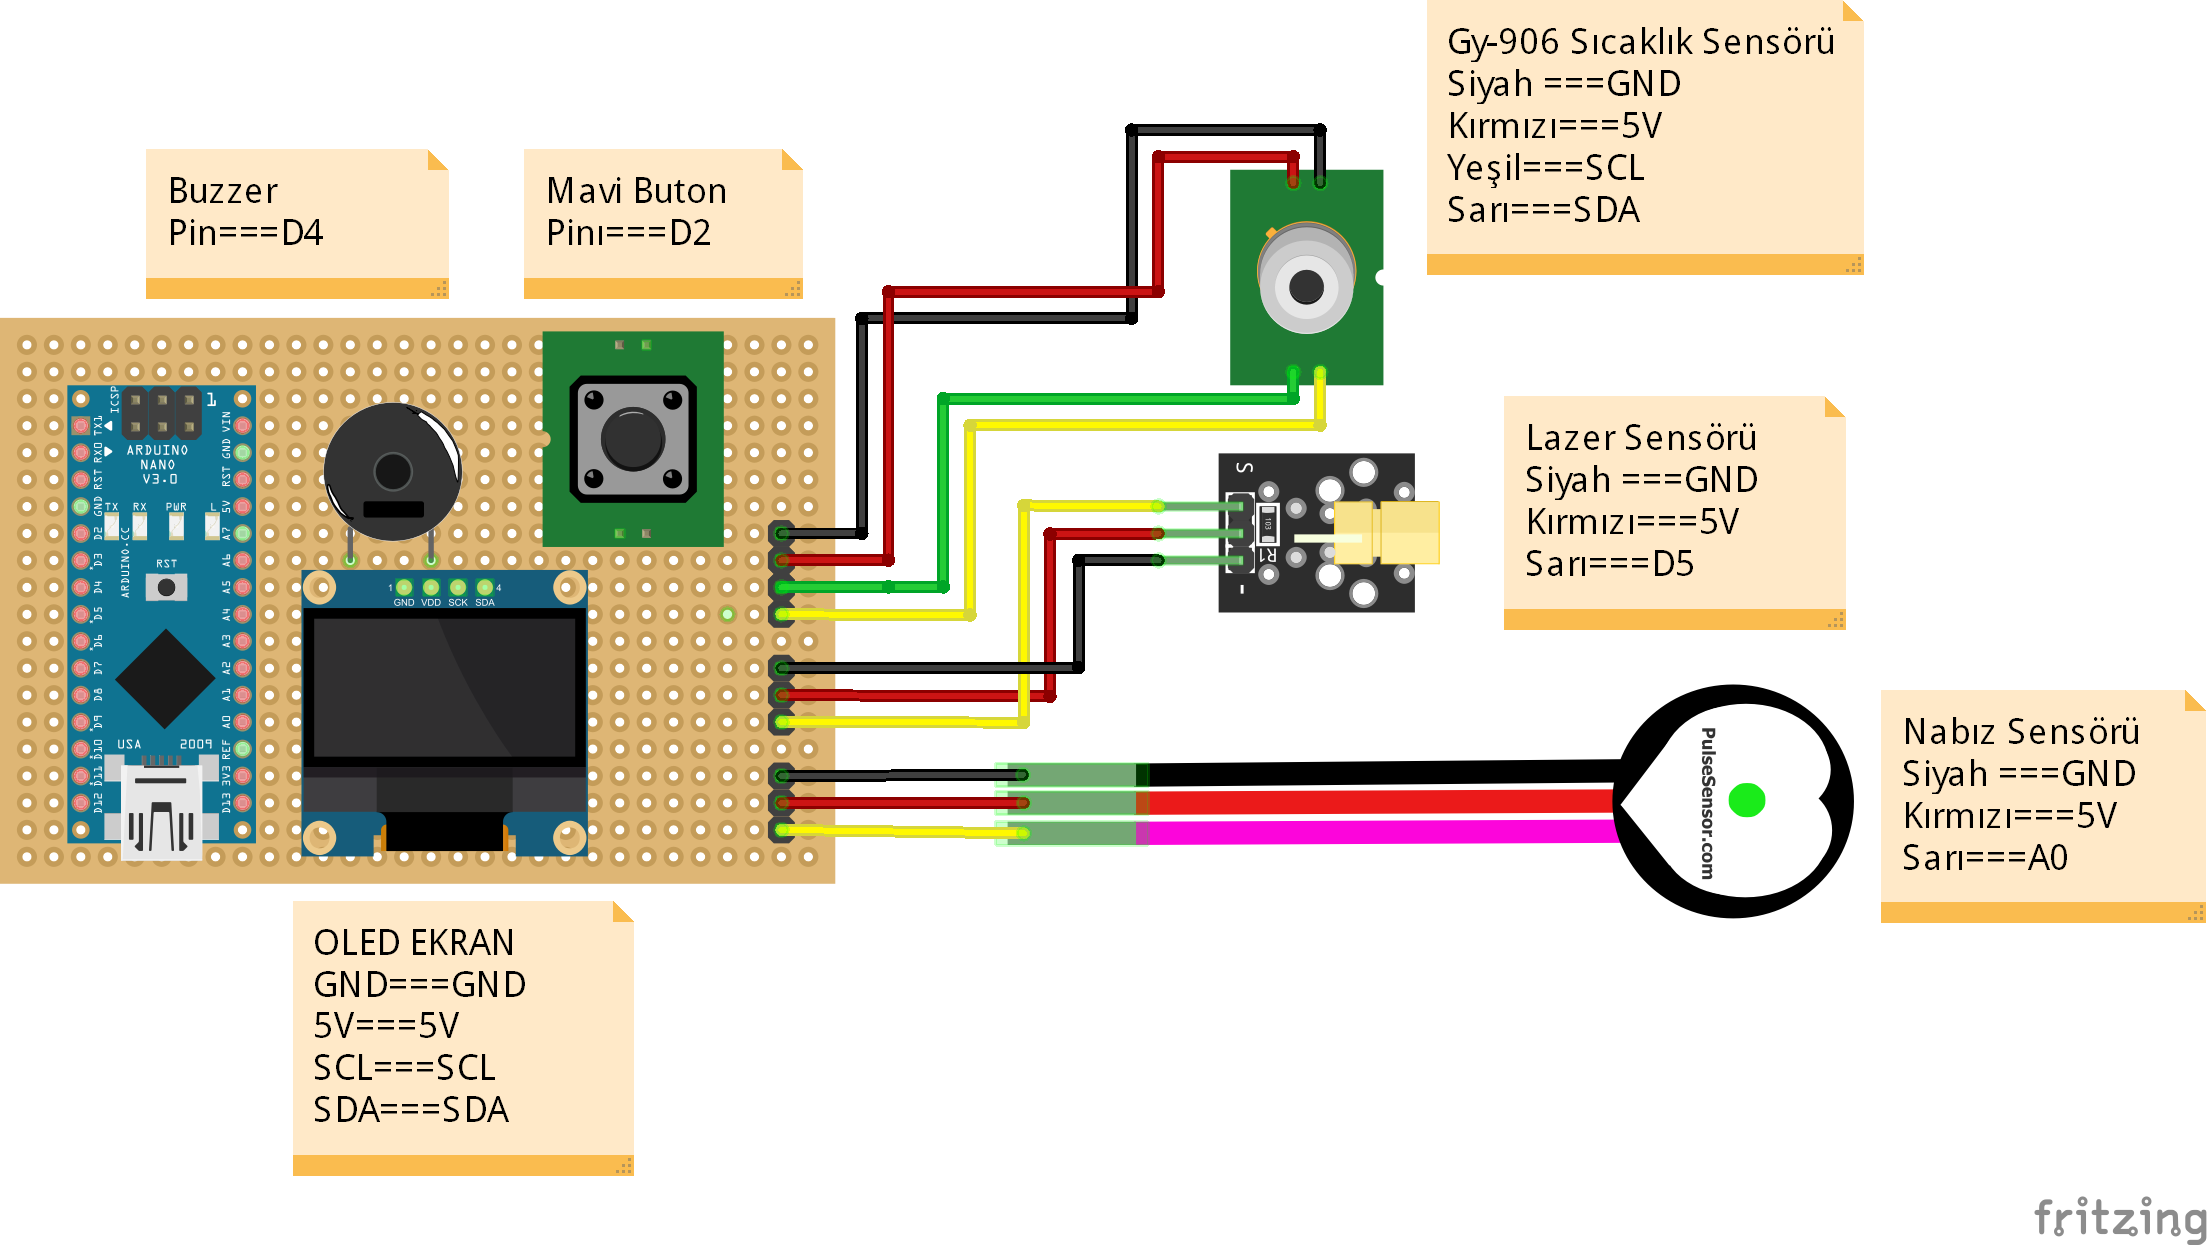 Gy-906 Sıcaklık Sensörü
Siyah ===GND
Kırmızı===5V
Yeşil===SCL
Sarı===SDA
Buzzer
Pin===D4
Mavi Buton
Pinı===D2
Lazer Sensörü
Siyah ===GND
Kırmızı===5V
Sarı===D5
Nabız Sensörü
Siyah ===GND
Kırmızı===5V
Sarı===A0
OLED EKRAN
GND===GND
5V===5V
SCL===SCL
SDA===SDA
ICSP
1
ARDUINO
NANO
V3.0
TX RX PWR L
RST
ARDUINO.CC
USA 2009
TX1
RX0
RST
GND
D2
D3
D4
D5
D6
D7
D8
D9
D10
D11
D12
VIN
GND
RST
5V
A7
A6
A5
A4
A3
A2
A1
A0
REF
3V3
D13
1 4
GND VDD SCK SDA
S
103
R1
-
PulseSensor.com
fritzing